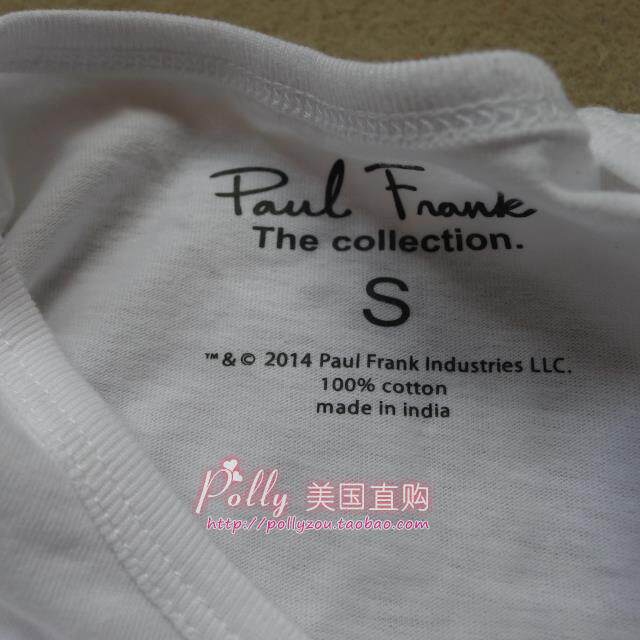 Paul Frank
The collection.
S
™ & © 2014 Paul Frank Industries LLC.
100% cotton
made in india
Polly 美国直购
http://pollyzou.taobao.com